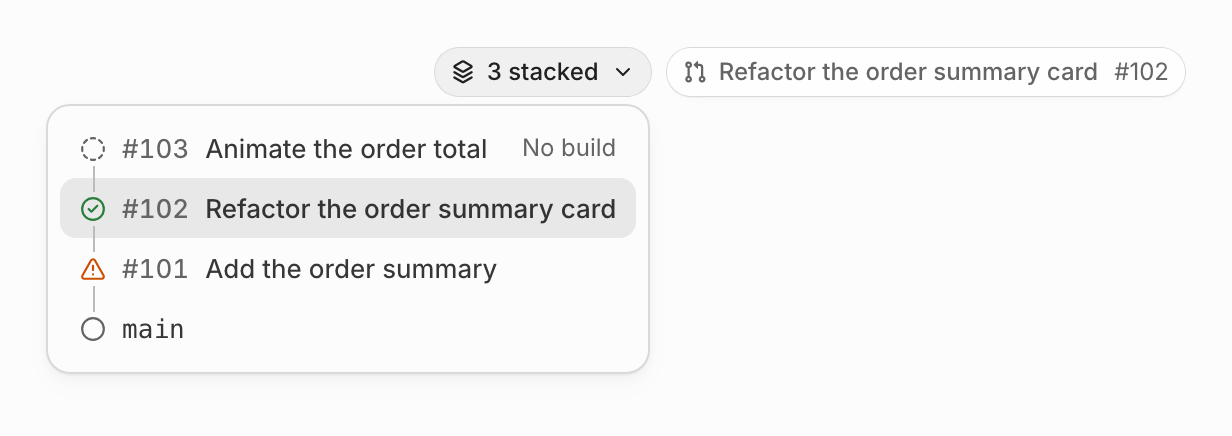 3 stacked
Refactor the order summary card #102
#103 Animate the order total No build
#102 Refactor the order summary card
#101 Add the order summary
main